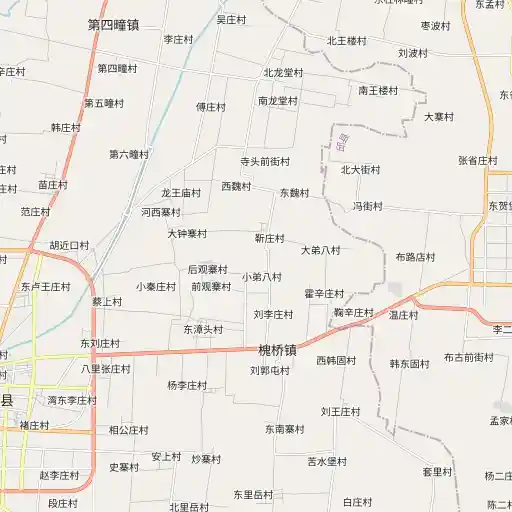 东孟村
吴庄村
第四疃镇
枣波村
李庄村
北王楼村
刘波村
第四疃村
北龙堂村
辛庄村
南王楼村
第五疃村
南龙堂村
傅庄村
大寨村
韩庄村
第六疃村
寺头前街村
张省庄村
北大街村
苗庄村
西魏村
龙王庙村
东魏村
范庄村
河西寨村
冯街村
大钟寨村
靳庄村
胡近口村
大弟八村
布路店村
后观寨村
小弟八村
东卢王庄村
小秦庄村
前观寨村
霍辛庄村
蔡上村
刘李庄村
鞠辛庄村
温庄村
东漳头村
东刘庄村
槐桥镇
布古前街村
西韩固村
韩东固村
八里张庄村
刘郭屯村
杨李庄村
县
湾东李庄村
刘王庄村
褚庄村
相公庄村
东南寨村
安上村
炒寨村
苦水堡村
史寨村
套里村
赵李庄村
杨二庄
东里岳村
段庄村
白庄村
北里岳村
陈二村